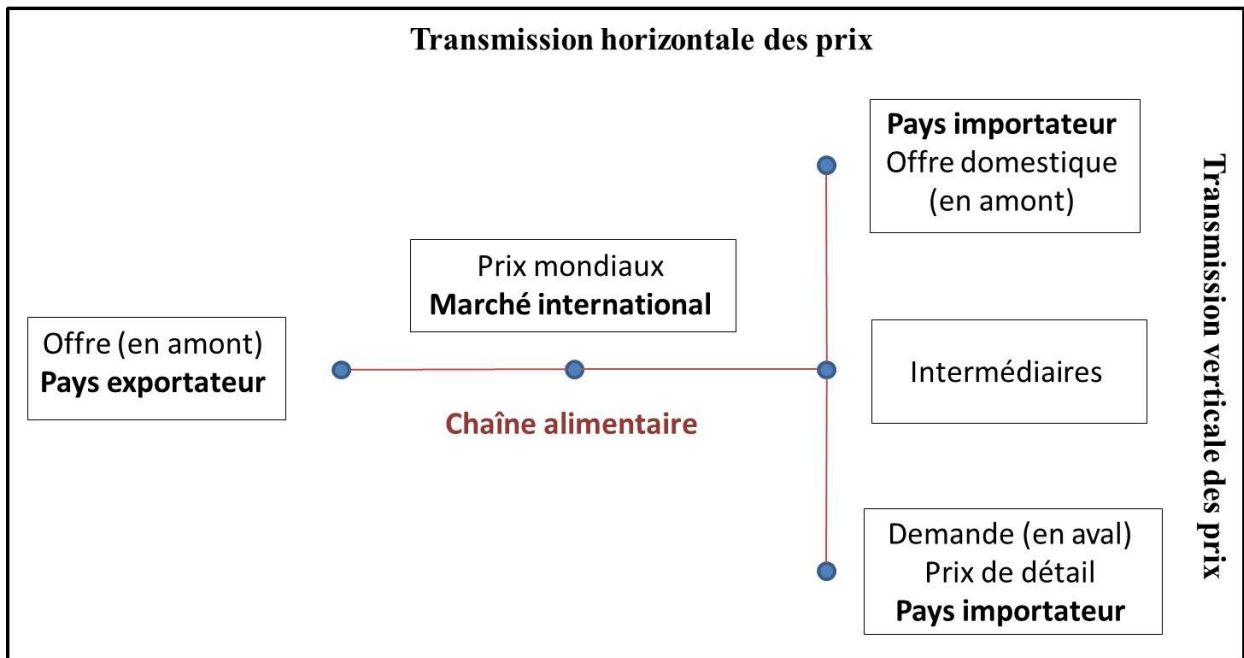 Transmission horizontale des prix
Pays importateur
Offre domestique
(en amont)
Prix mondiaux
Marché international
Offre (en amont)
Pays exportateur
Intermédiaires
Chaîne alimentaire
Demande (en aval)
Prix de détail
Pays importateur
Transmission verticale des prix